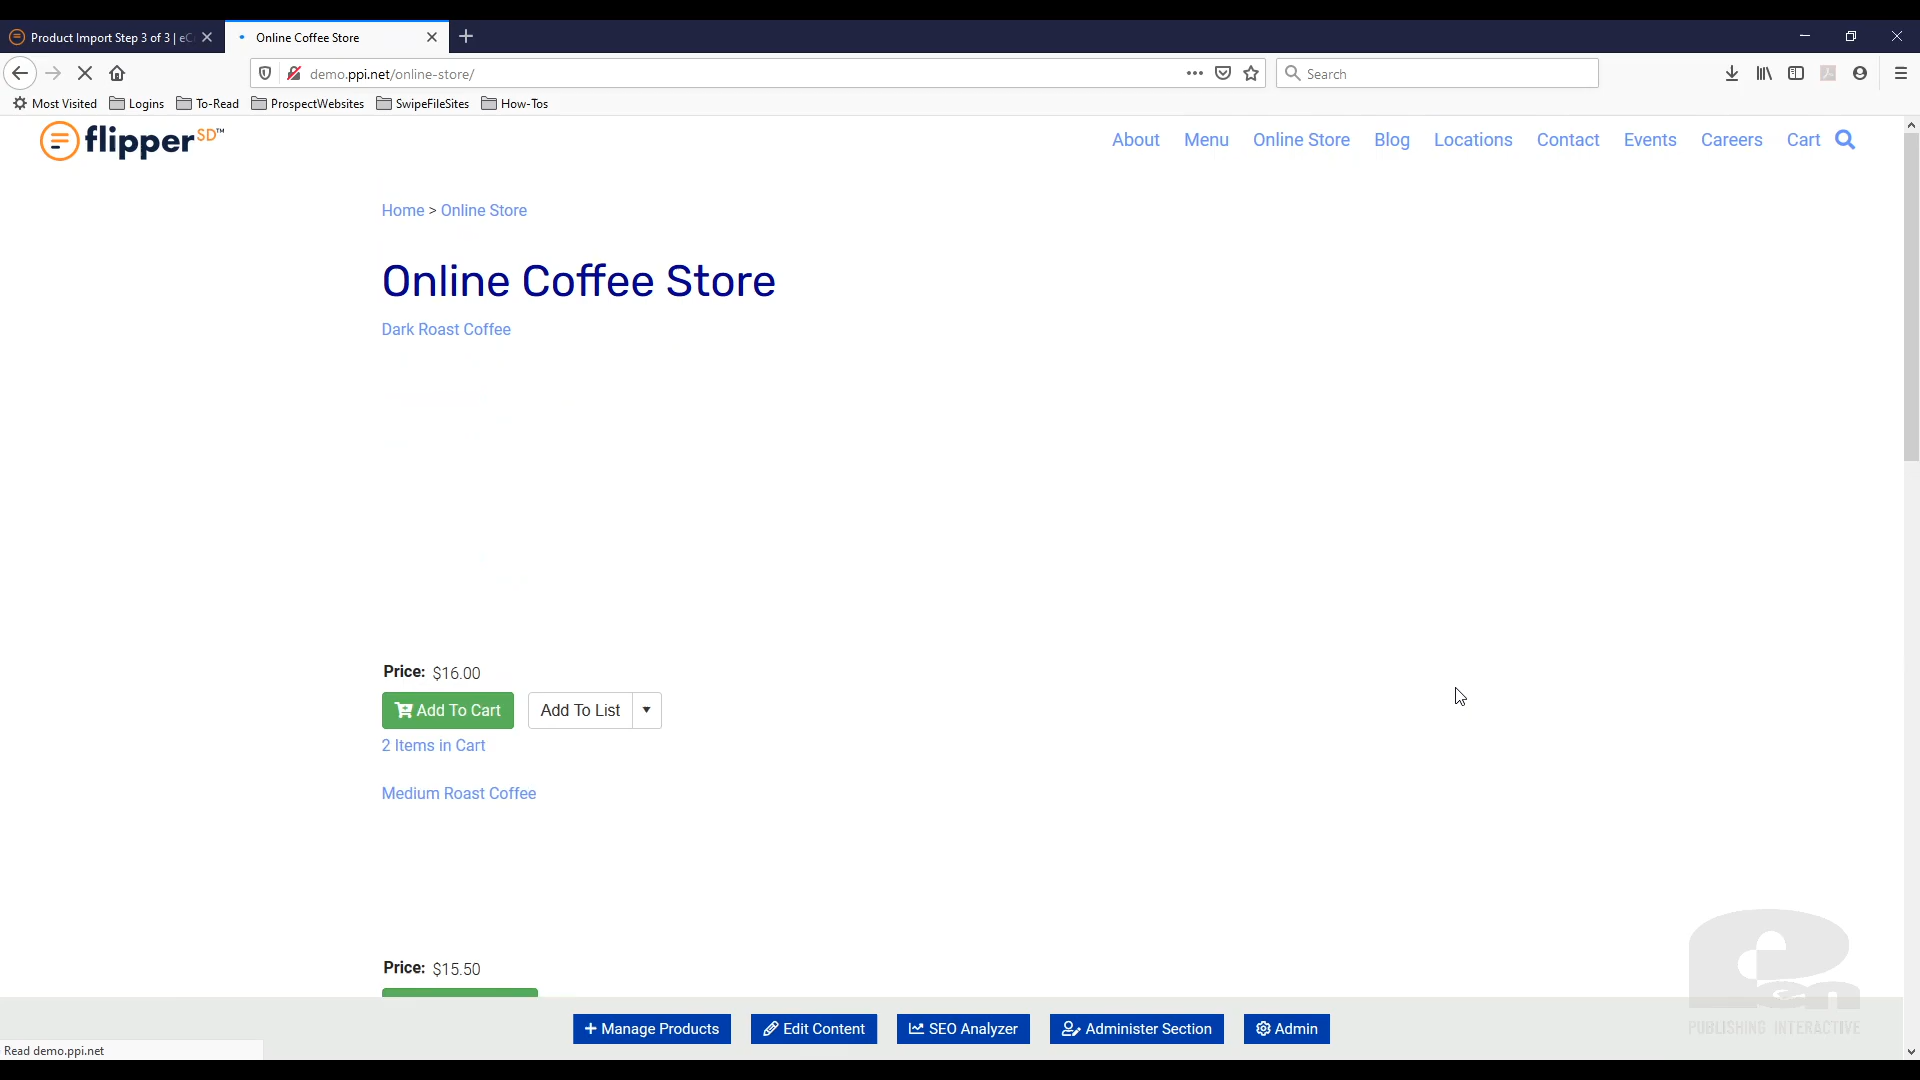 Product Import Step 3 of 3 | eC
Online Coffee Store
demo.ppi.net/online-store/
Search
Most Visited
Logins
To-Read
ProspectWebsites
SwipeFileSites
How-Tos
flipper SD™
About
Menu
Online Store
Blog
Locations
Contact
Events
Careers
Cart
Home > Online Store
Online Coffee Store
Dark Roast Coffee
Price: $16.00
Add To Cart
Add To List
2 Items in Cart
Medium Roast Coffee
Price: $15.50
Manage Products
Edit Content
SEO Analyzer
Administer Section
Admin
PUBLISHING INTERACTIVE
Read demo.ppi.net